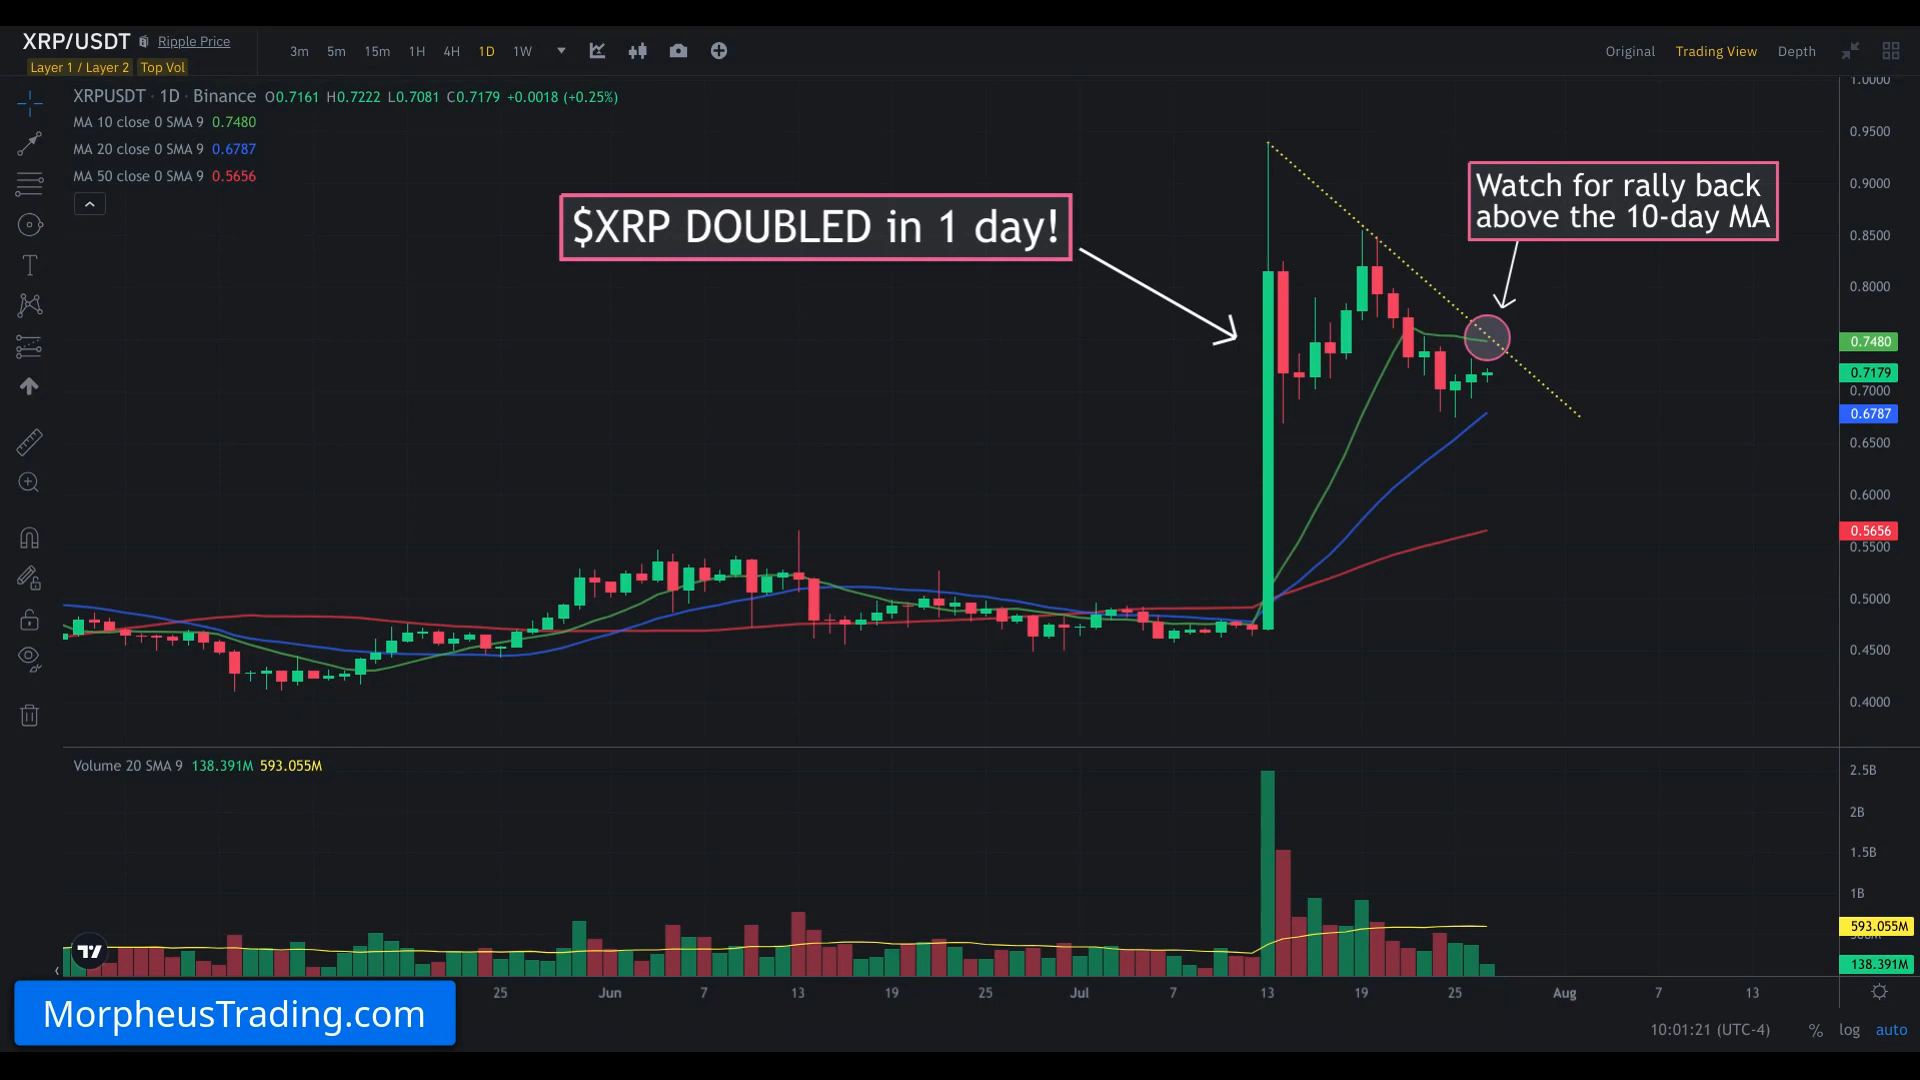 XRP/USDT Ripple Price
Layer 1 / Layer 2 Top Vol
3m 5m 15m 1H 4H 1D 1W
Original Trading View Depth
XRPUSDT · 1D · Binance O0.7161 H0.7222 L0.7081 C0.7179 +0.0018 (+0.25%)
MA 10 close 0 SMA 9 0.7480
MA 20 close 0 SMA 9 0.6787
MA 50 close 0 SMA 9 0.5656
$XRP DOUBLED in 1 day!
Watch for rally back
above the 10-day MA
1.0000
0.9500
0.9000
0.8500
0.8000
0.7480
0.7179
0.7000
0.6787
0.6500
0.6000
0.5656
0.5500
0.5000
0.4500
0.4000
Volume 20 SMA 9 138.391M 593.055M
2.5B
2B
1.5B
1B
593.055M
138.391M
25 Jun 7 13 19 25 Jul 7 13 19 25 Aug 7 13
MorpheusTrading.com
10:01:21 (UTC-4) % log auto